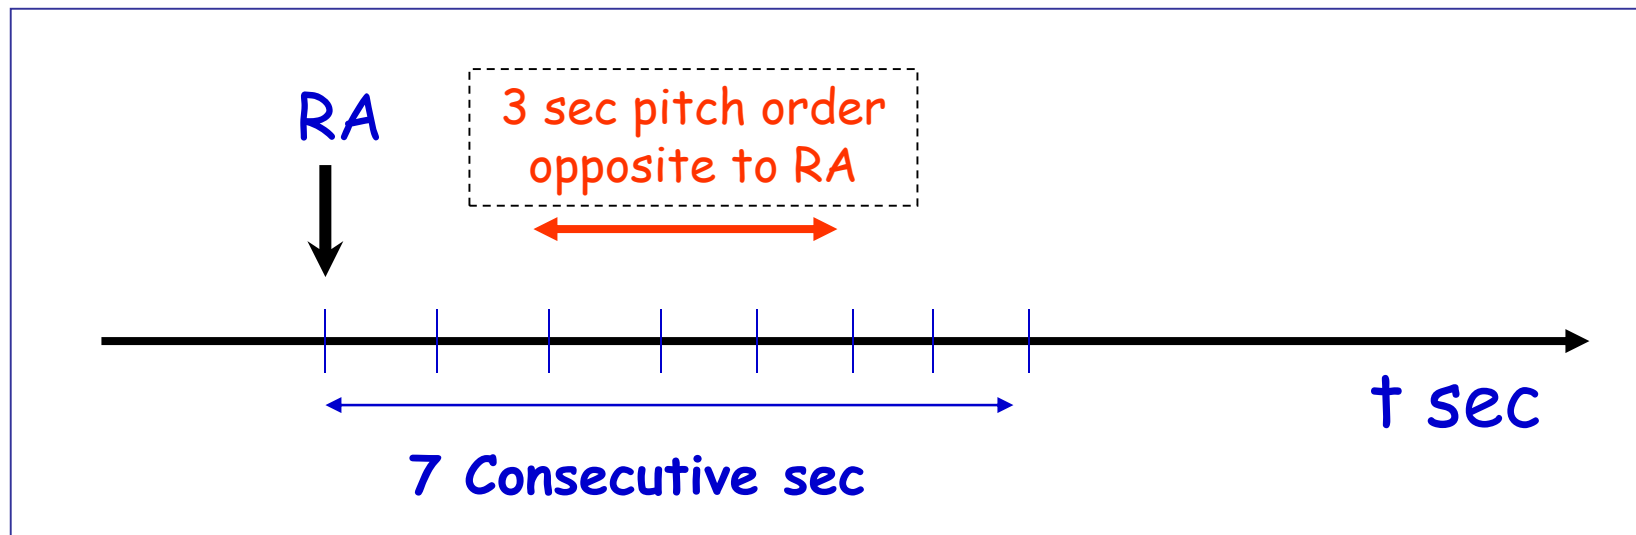 RA
3 sec pitch order
opposite to RA
t sec
7 Consecutive sec